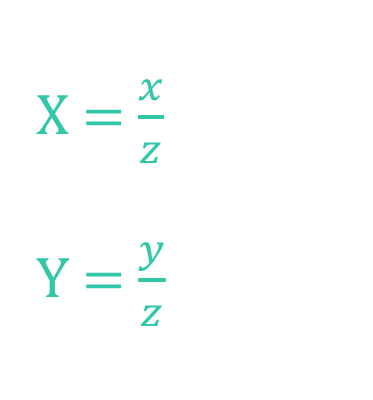 X = x/z
Y = y/z